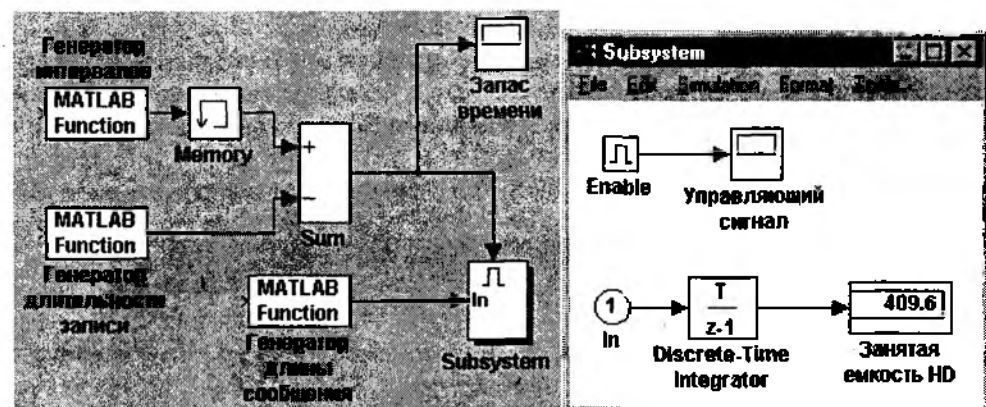 Генератор
интервалов
MATLAB
Function
Memory
+
−
Sum
Запас
времени
MATLAB
Function
Генератор
длительности
записи
MATLAB
Function
Генератор
длины
сообщения
In
Subsystem
Subsystem
File Edit Simulation Format Tools
Enable
Управляющий
сигнал
1
In
T
z-1
Discrete-Time
Integrator
409.6
Занятая
емкость HD